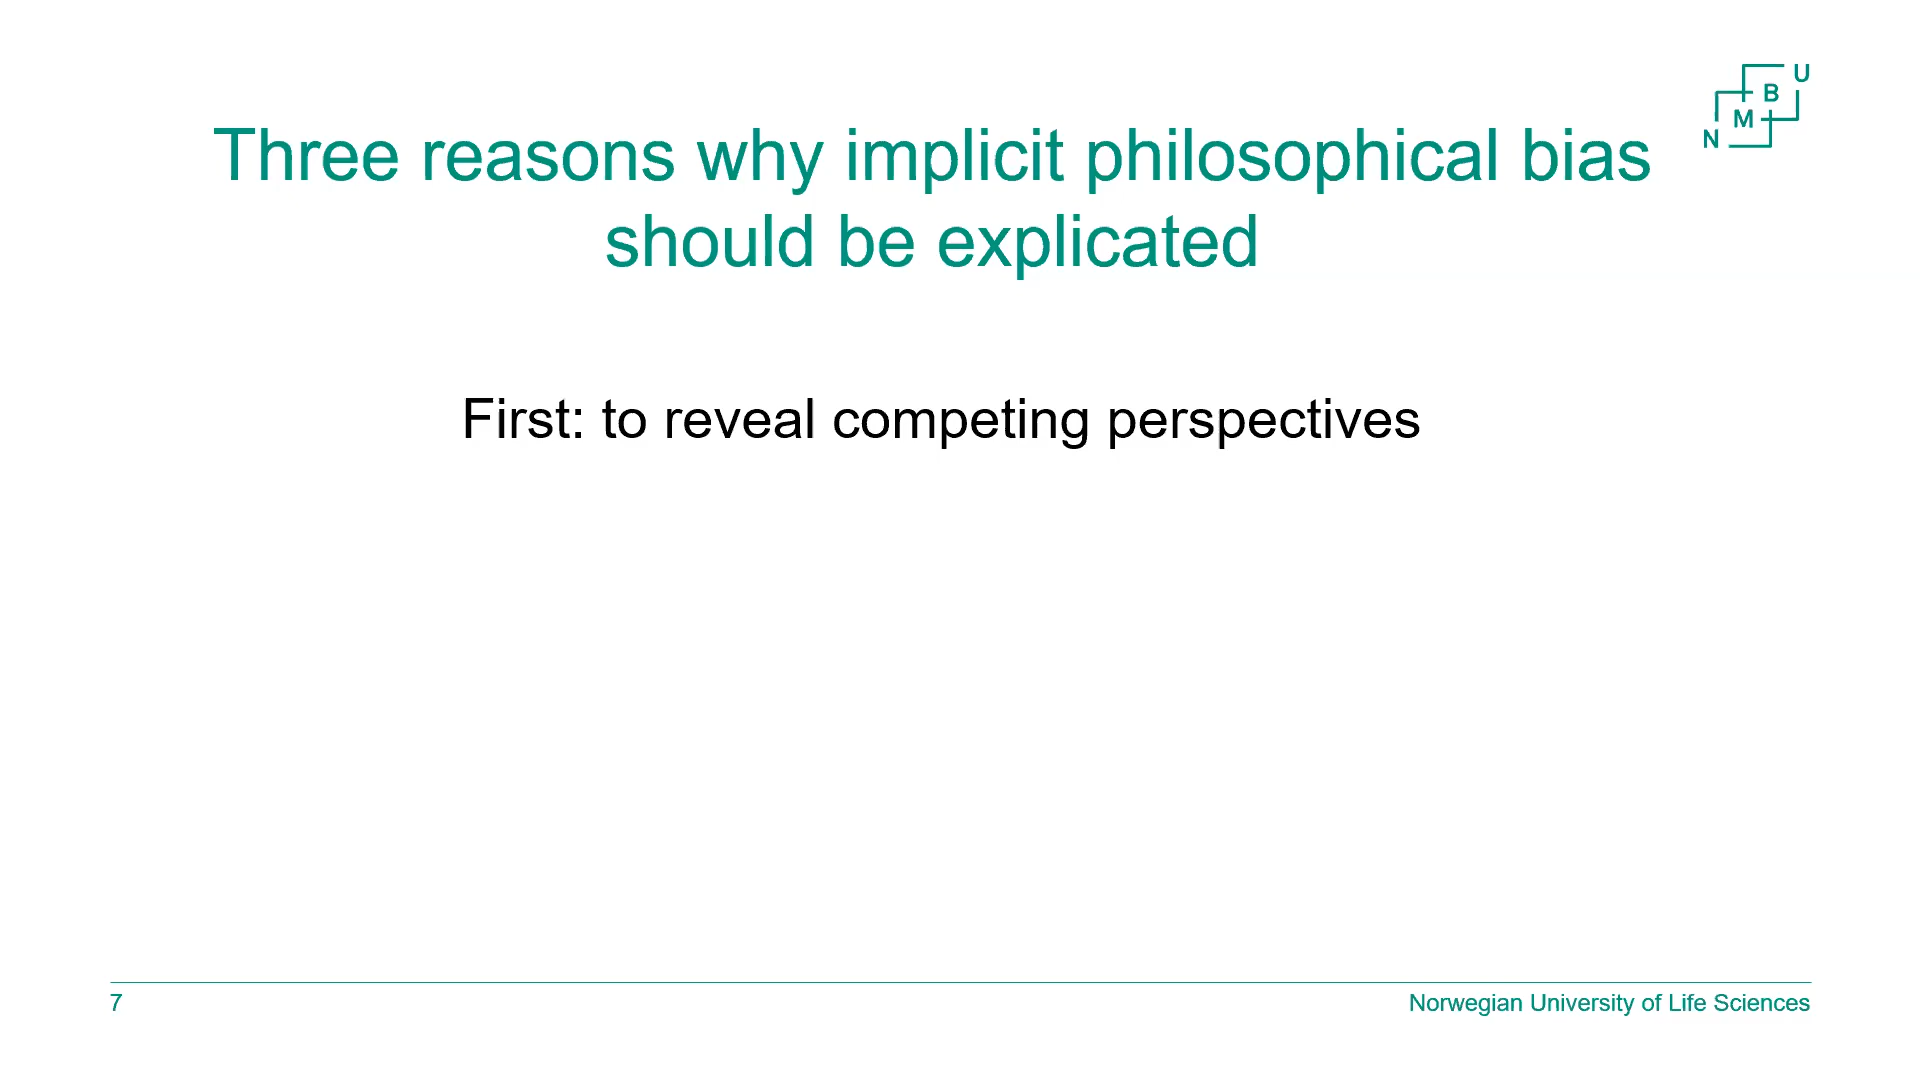 N M B U
Three reasons why implicit philosophical bias
should be explicated
First: to reveal competing perspectives
7
Norwegian University of Life Sciences